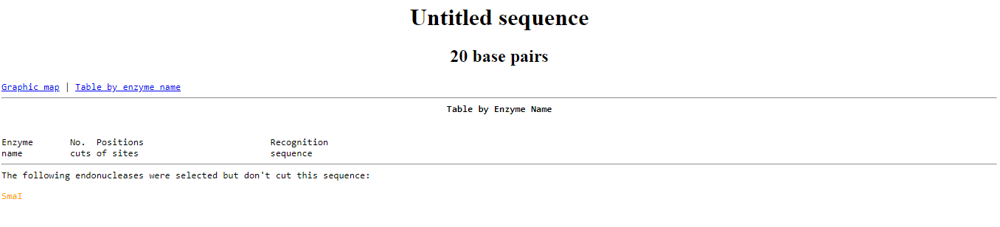 Untitled sequence
20 base pairs
Graphic map | Table by enzyme name
Table by Enzyme Name
Enzyme No. Positions Recognition
name cuts of sites sequence
The following endonucleases were selected but don't cut this sequence:
SmaI